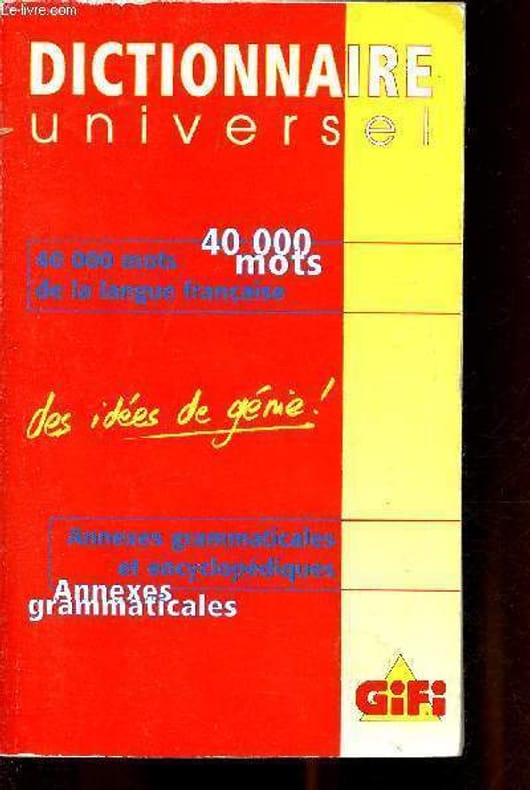 Le-livre.com
DICTIONNAIRE
universel
40 000
mots
40 000 mots
de la langue française
des idées de génie!
Annexes grammaticales
et encyclopédiques
Annexes
grammaticales
GiFi